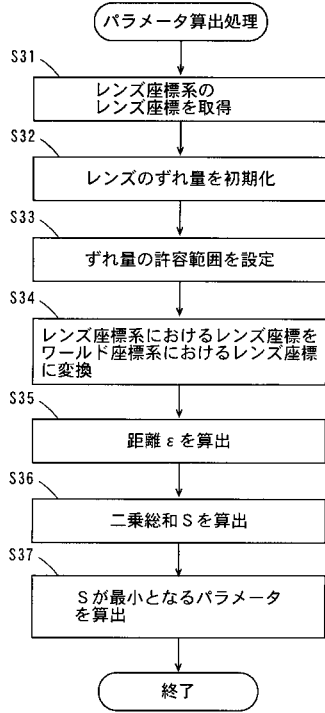 パラメータ算出処理
S31
レンズ座標系の
レンズ座標を取得
S32
レンズのずれ量を初期化
S33
ずれ量の許容範囲を設定
S34
レンズ座標系におけるレンズ座標を
ワールド座標系におけるレンズ座標
に変換
S35
距離εを算出
S36
二乗総和Sを算出
S37
Sが最小となるパラメータ
を算出
終了